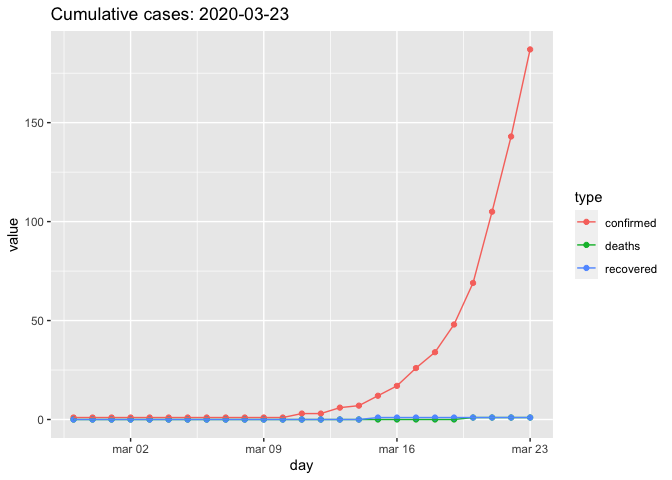 Cumulative cases: 2020-03-23
value
150
100
50
0
mar 02
mar 09
mar 16
mar 23
day
type
confirmed
deaths
recovered